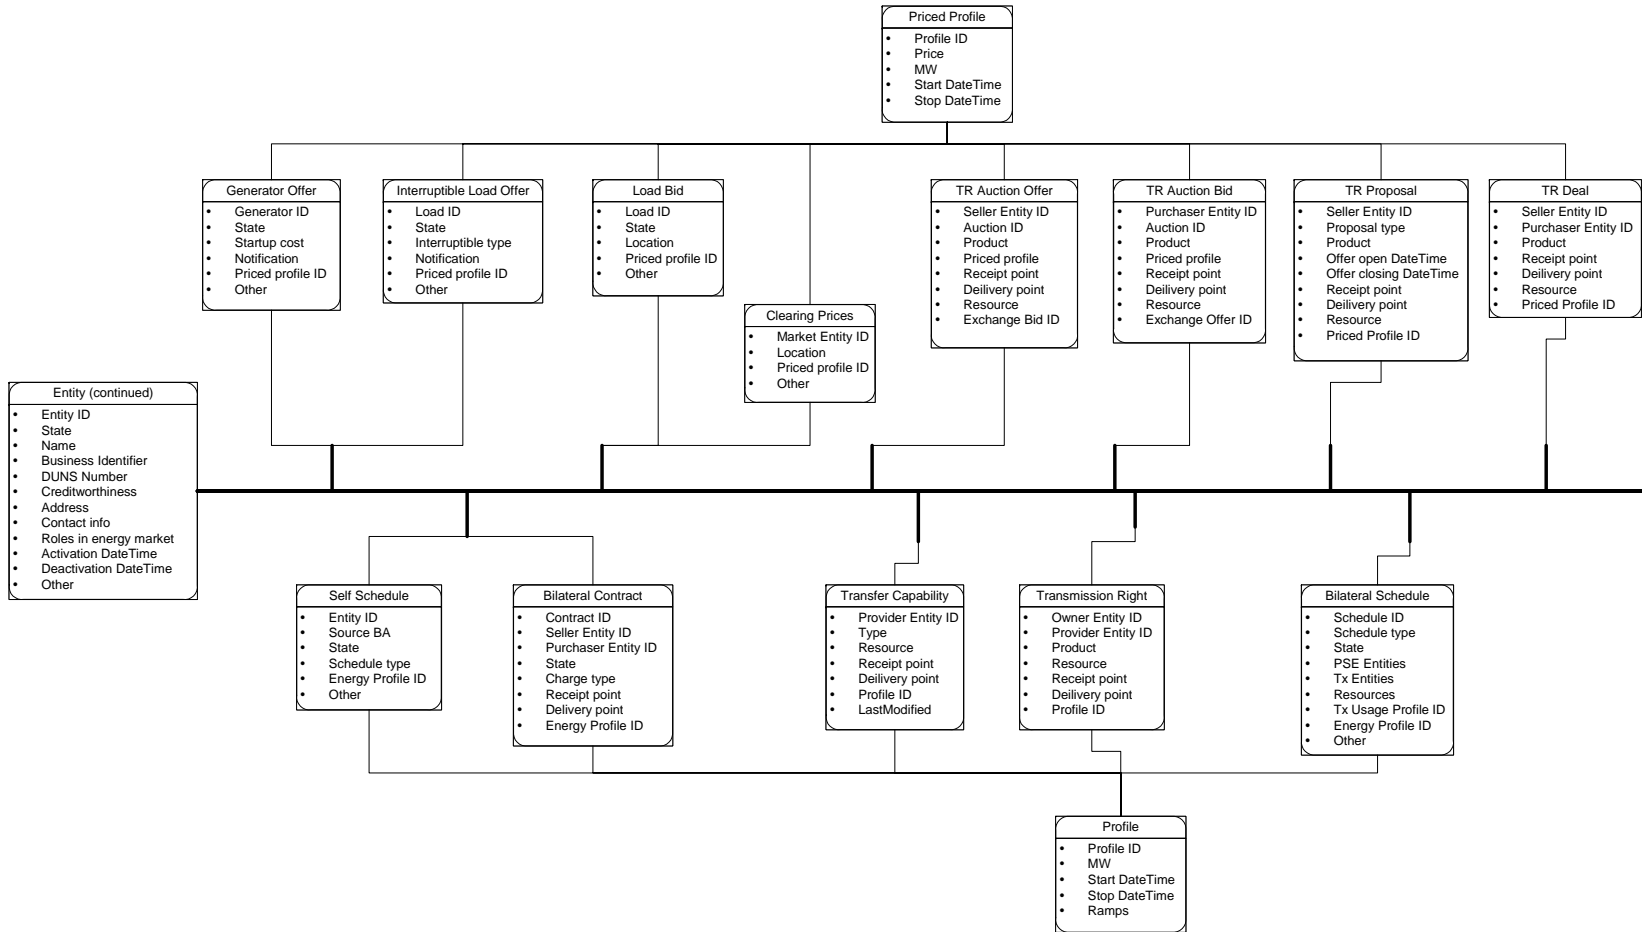 Priced Profile
• Profile ID
• Price
• MW
• Start DateTime
• Stop DateTime
Generator Offer
• Generator ID
• State
• Startup cost
• Notification
• Priced profile ID
• Other
Interruptible Load Offer
• Load ID
• State
• Interruptible type
• Notification
• Priced profile ID
• Other
Load Bid
• Load ID
• State
• Location
• Priced profile ID
• Other
Clearing Prices
• Market Entity ID
• Location
• Priced profile ID
• Other
TR Auction Offer
• Seller Entity ID
• Auction ID
• Product
• Priced profile
• Receipt point
• Deilivery point
• Resource
• Exchange Bid ID
TR Auction Bid
• Purchaser Entity ID
• Auction ID
• Product
• Priced profile
• Receipt point
• Deilivery point
• Resource
• Exchange Offer ID
TR Proposal
• Seller Entity ID
• Proposal type
• Product
• Offer open DateTime
• Offer closing DateTime
• Receipt point
• Deilivery point
• Resource
• Priced Profile ID
TR Deal
• Seller Entity ID
• Purchaser Entity ID
• Product
• Receipt point
• Deilivery point
• Resource
• Priced Profile ID
Entity (continued)
• Entity ID
• State
• Name
• Business Identifier
• DUNS Number
• Creditworthiness
• Address
• Contact info
• Roles in energy market
• Activation DateTime
• Deactivation DateTime
• Other
Self Schedule
• Entity ID
• Source BA
• State
• Schedule type
• Energy Profile ID
• Other
Bilateral Contract
• Contract ID
• Seller Entity ID
• Purchaser Entity ID
• State
• Charge type
• Receipt point
• Delivery point
• Energy Profile ID
Transfer Capability
• Provider Entity ID
• Type
• Resource
• Receipt point
• Deilivery point
• Profile ID
• LastModified
Transmission Right
• Owner Entity ID
• Provider Entity ID
• Product
• Resource
• Receipt point
• Deilivery point
• Profile ID
Bilateral Schedule
• Schedule ID
• Schedule type
• State
• PSE Entities
• Tx Entities
• Resources
• Tx Usage Profile ID
• Energy Profile ID
• Other
Profile
• Profile ID
• MW
• Start DateTime
• Stop DateTime
• Ramps